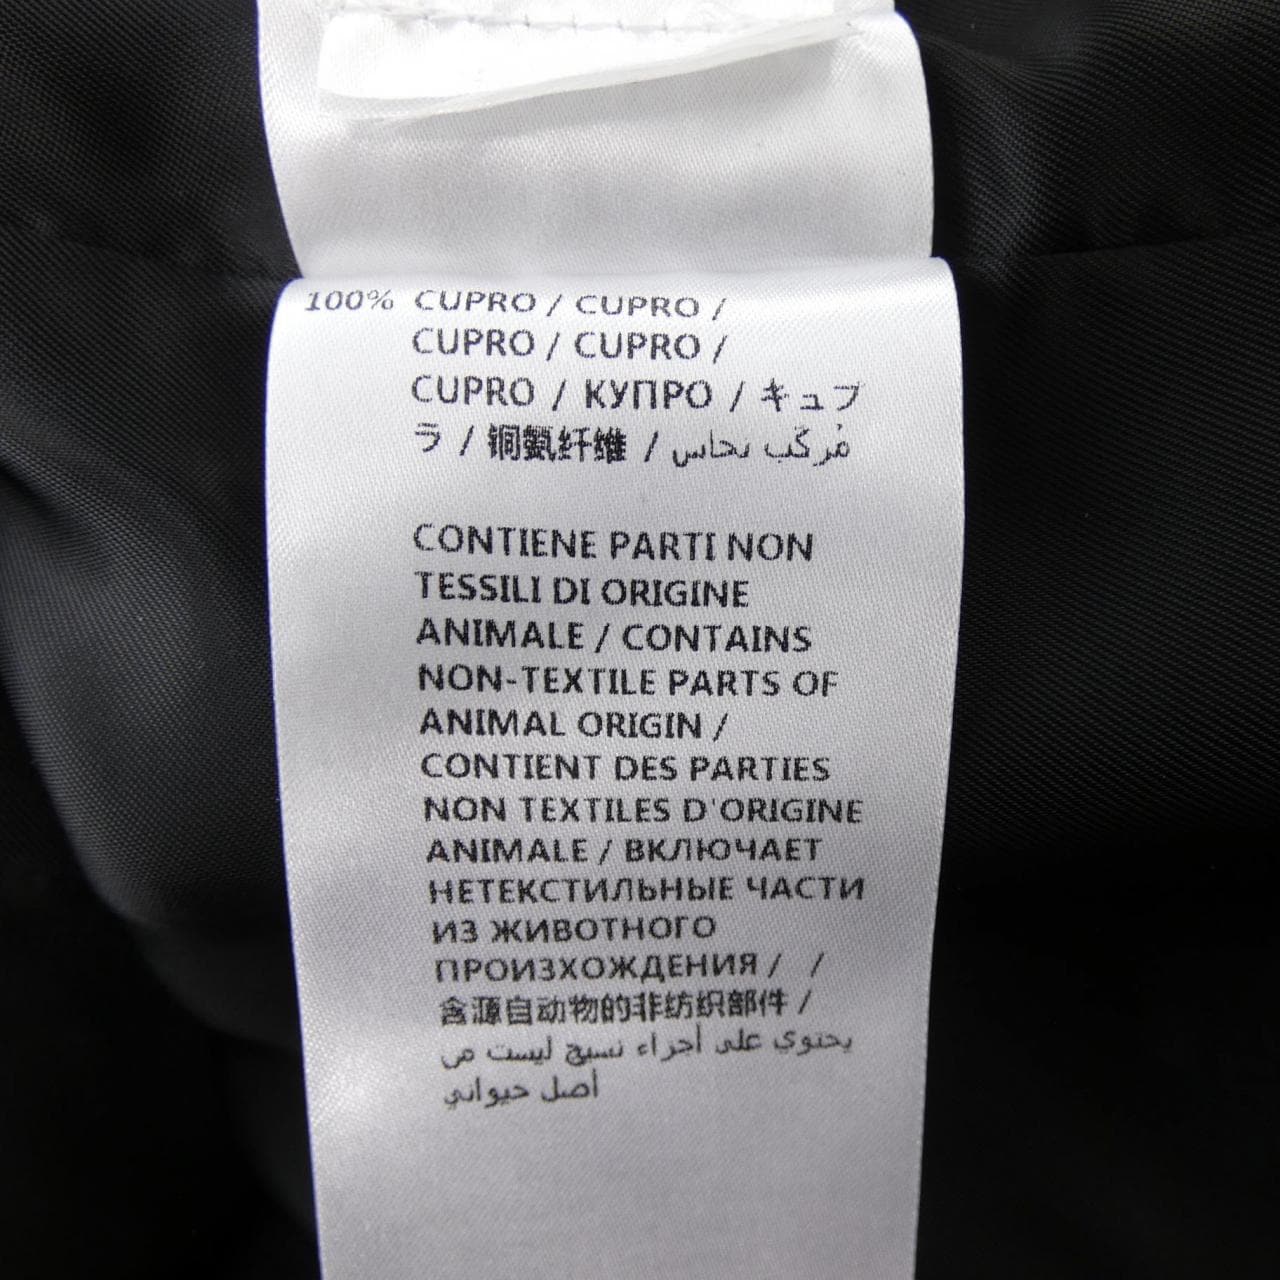 100% CUPRO / CUPRO /
CUPRO / CUPRO /
CUPRO / КУПРО / キュプ
ラ / 铜氨纤维 / مُركّب نحاس
CONTIENE PARTI NON
TESSILI DI ORIGINE
ANIMALE / CONTAINS
NON-TEXTILE PARTS OF
ANIMAL ORIGIN /
CONTIENT DES PARTIES
NON TEXTILES D'ORIGINE
ANIMALE / ВКЛЮЧАЕТ
НЕТЕКСТИЛЬНЫЕ ЧАСТИ
ИЗ ЖИВОТНОГО
ПРОИЗХОЖДЕНИЯ / /
含源自动物的非纺织部件 /
يحتوي على أجزاء نسيج ليست من
أصل حيواني